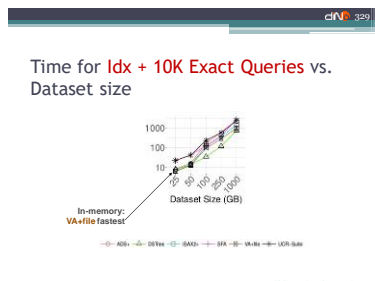 dNO 329
Time for Idx + 10K Exact Queries vs.
Dataset size
1000
100
10
25 50 100 250 1000
Dataset Size (GB)
In-memory:
VA+file fastest
ADS+ DSTree iSAX2+ SFA VA+file UCR-Suite